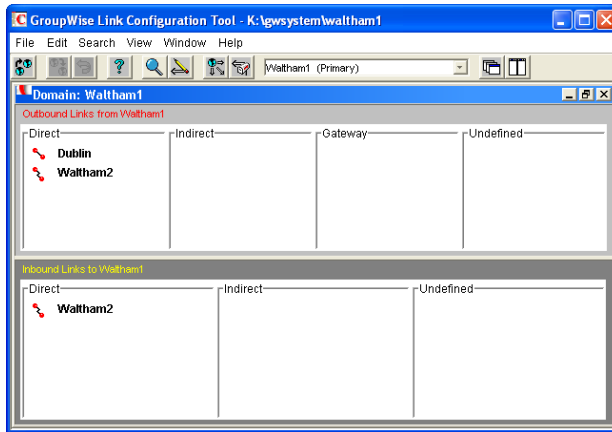 GroupWise Link Configuration Tool - K:\gwsystem\waltham1
File Edit Search View Window Help
Waltham1 (Primary)
Domain: Waltham1
Outbound Links from Waltham1
Direct Indirect Gateway Undefined
Dublin
Waltham2
Inbound Links to Waltham1
Direct Indirect Undefined
Waltham2